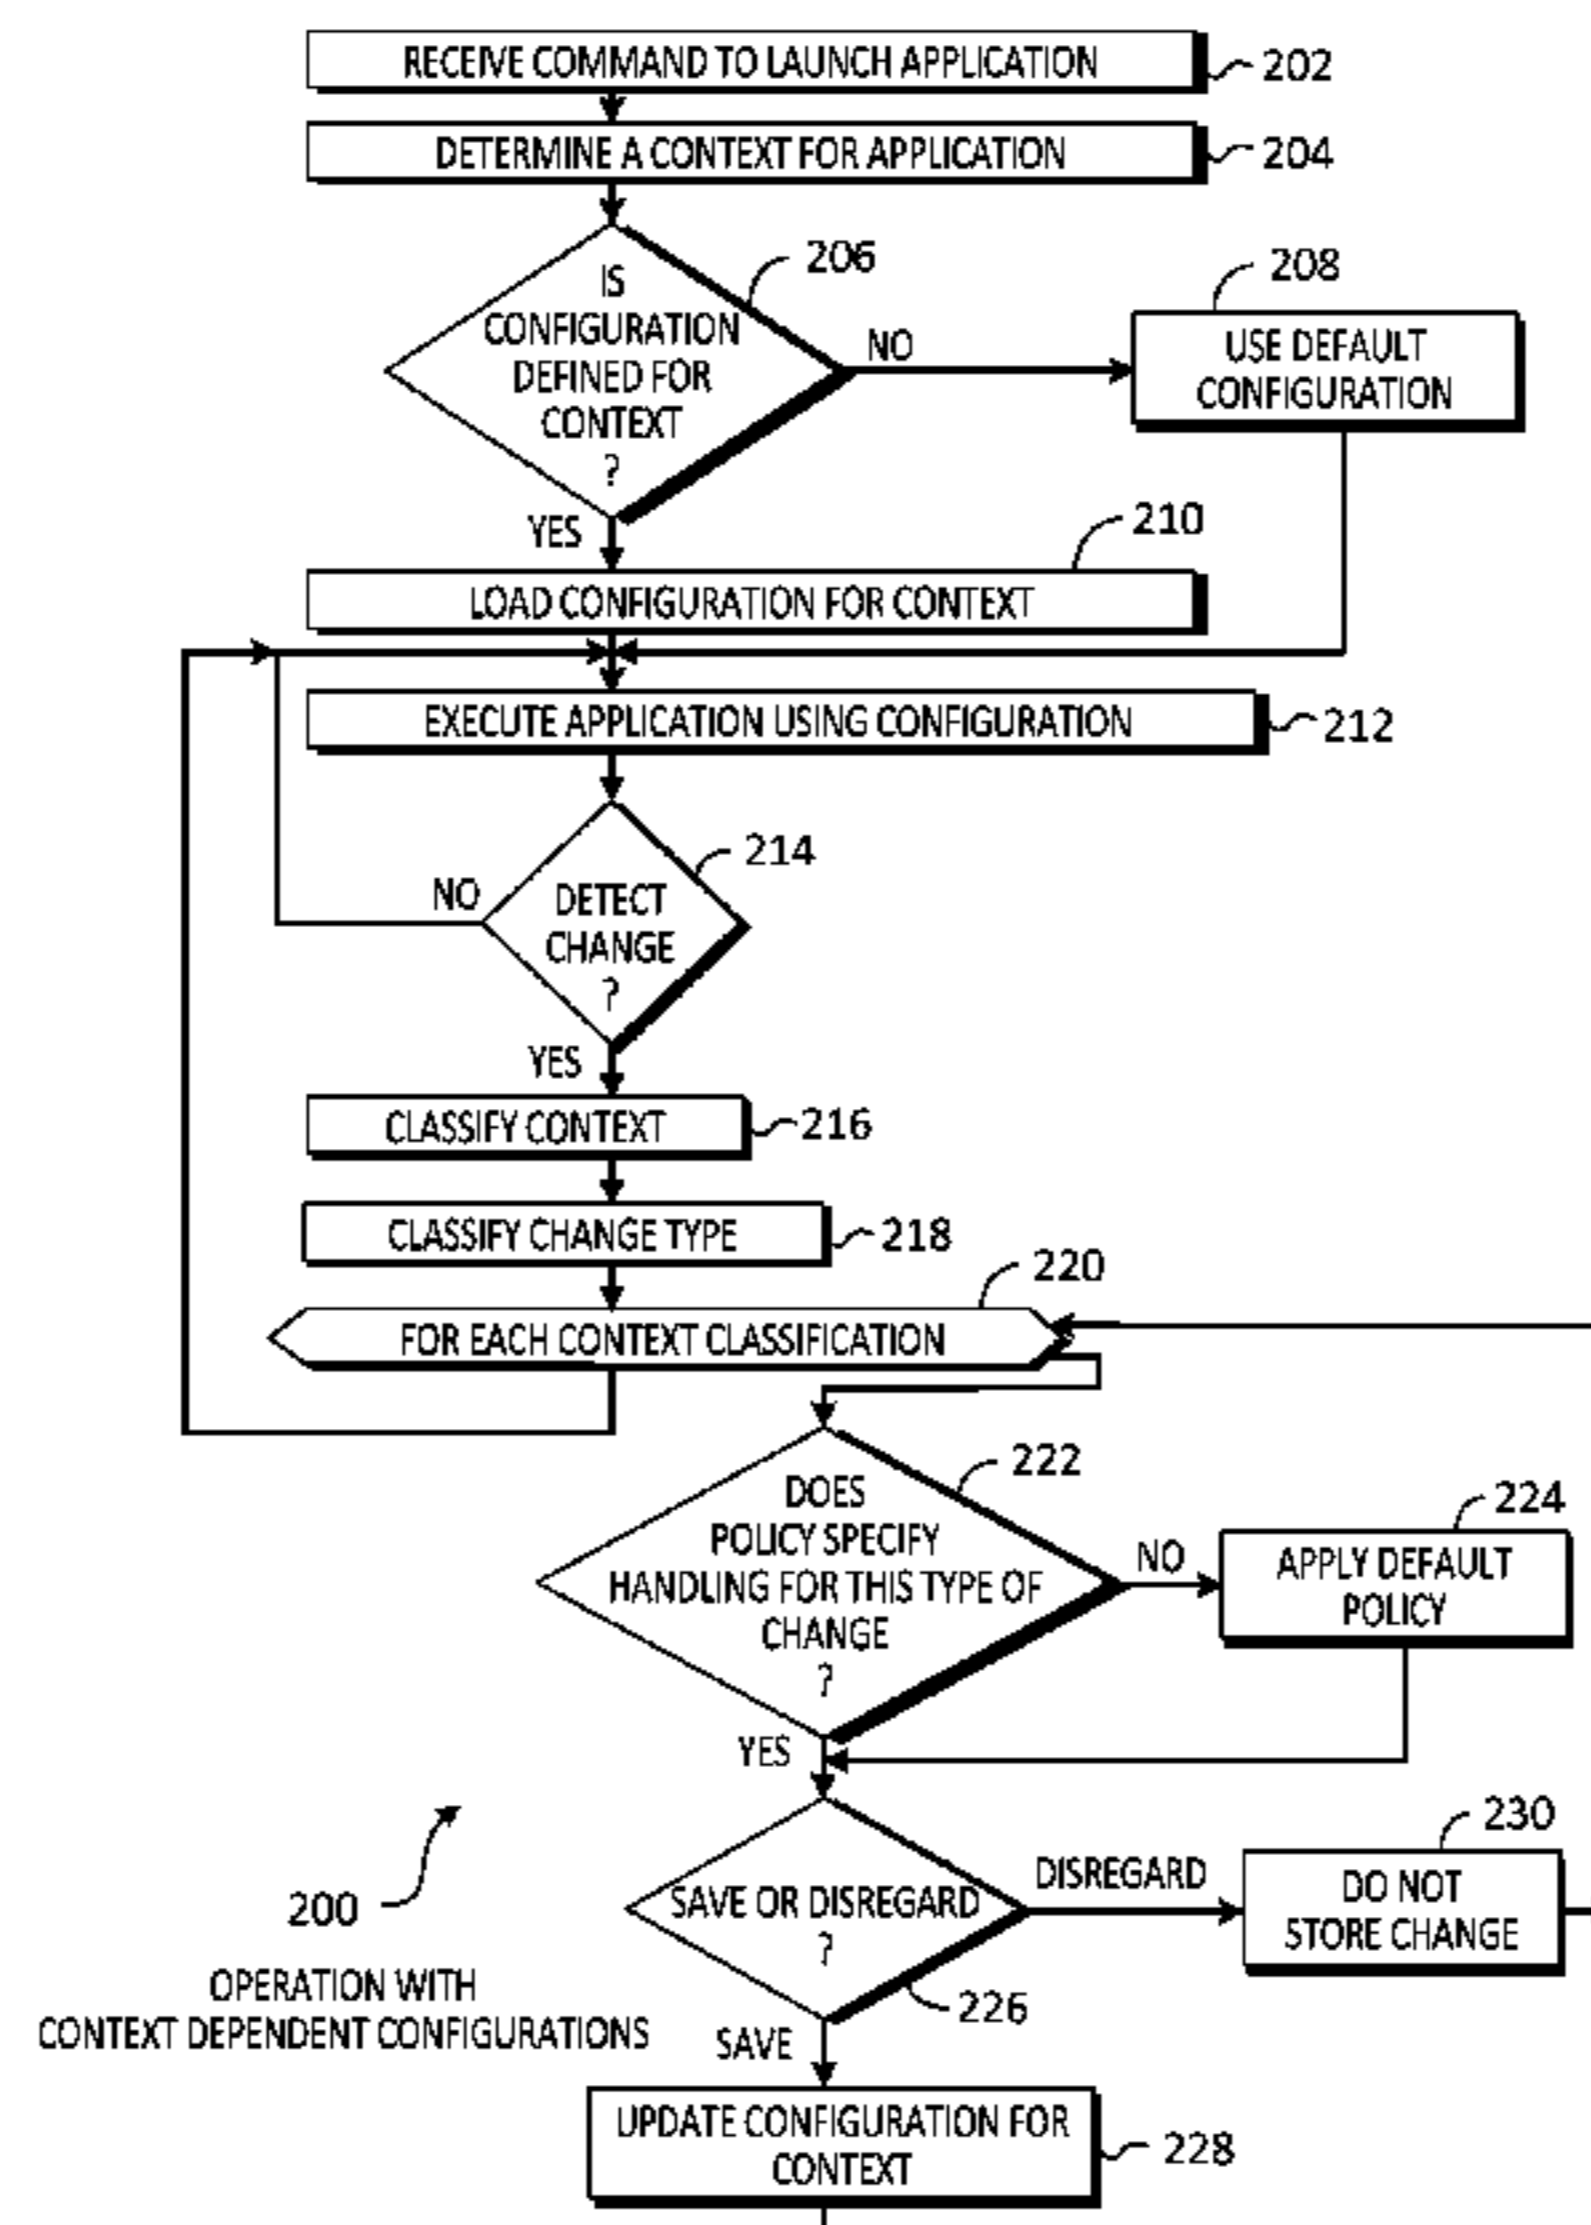 RECEIVE COMMAND TO LAUNCH APPLICATION
202
DETERMINE A CONTEXT FOR APPLICATION
204
206
IS
CONFIGURATION
DEFINED FOR
CONTEXT
?
NO
208
USE DEFAULT
CONFIGURATION
YES
210
LOAD CONFIGURATION FOR CONTEXT
EXECUTE APPLICATION USING CONFIGURATION
212
214
NO
DETECT
CHANGE
?
YES
CLASSIFY CONTEXT
216
CLASSIFY CHANGE TYPE
218
220
FOR EACH CONTEXT CLASSIFICATION
222
DOES
POLICY SPECIFY
HANDLING FOR THIS TYPE OF
CHANGE
?
NO
224
APPLY DEFAULT
POLICY
YES
230
SAVE OR DISREGARD
?
DISREGARD
DO NOT
STORE CHANGE
226
200
OPERATION WITH
CONTEXT DEPENDENT CONFIGURATIONS
SAVE
UPDATE CONFIGURATION FOR
CONTEXT
228